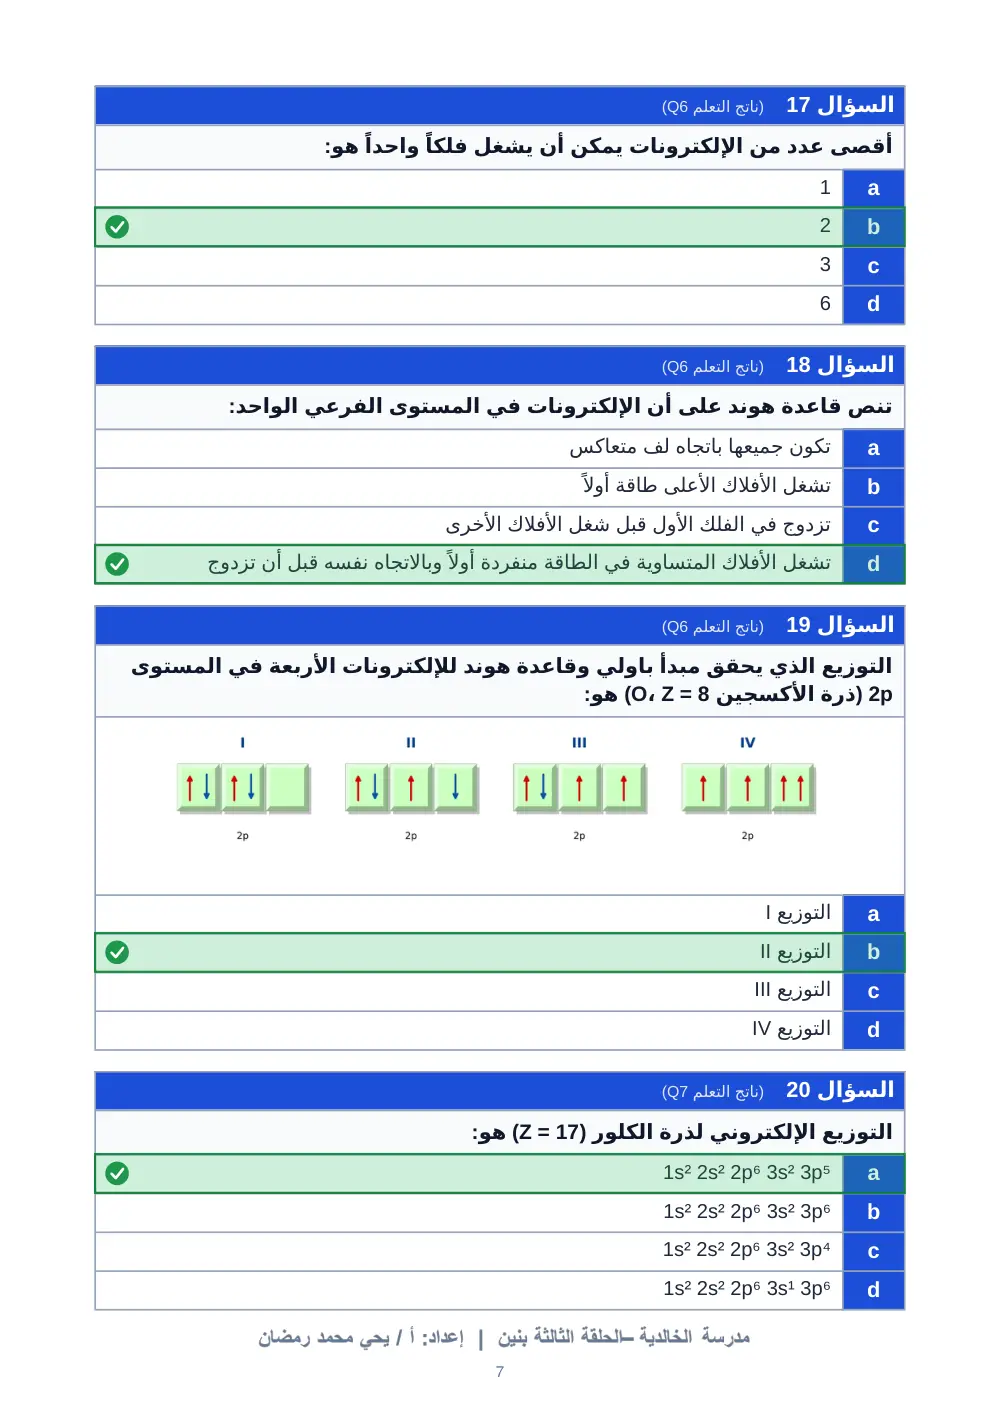 السؤال 17 (ناتج التعلم Q6)
أقصى عدد من الإلكترونات يمكن أن يشغل فلكاً واحداً هو:
a 1
b 2
c 3
d 6
السؤال 18 (ناتج التعلم Q6)
تنص قاعدة هوند على أن الإلكترونات في المستوى الفرعي الواحد:
a تكون جميعها باتجاه لف متعاكس
b تشغل الأفلاك الأعلى طاقة أولاً
c تزدوج في الفلك الأول قبل شغل الأفلاك الأخرى
d تشغل الأفلاك المتساوية في الطاقة منفردة أولاً وبالاتجاه نفسه قبل أن تزدوج
السؤال 19 (ناتج التعلم Q6)
التوزيع الذي يحقق مبدأ باولي وقاعدة هوند للإلكترونات الأربعة في المستوى
2p (ذرة الأكسجين O، Z = 8) هو:
I II III IV
2p 2p 2p 2p
a التوزيع I
b التوزيع II
c التوزيع III
d التوزيع IV
السؤال 20 (ناتج التعلم Q7)
التوزيع الإلكتروني لذرة الكلور (Z = 17) هو:
a 1s² 2s² 2p⁶ 3s² 3p⁵
b 1s² 2s² 2p⁶ 3s² 3p⁶
c 1s² 2s² 2p⁶ 3s² 3p⁴
d 1s² 2s² 2p⁶ 3s¹ 3p⁶
مدرسة الخالدية –الحلقة الثالثة بنين | إعداد: أ / يحي محمد رمضان
7